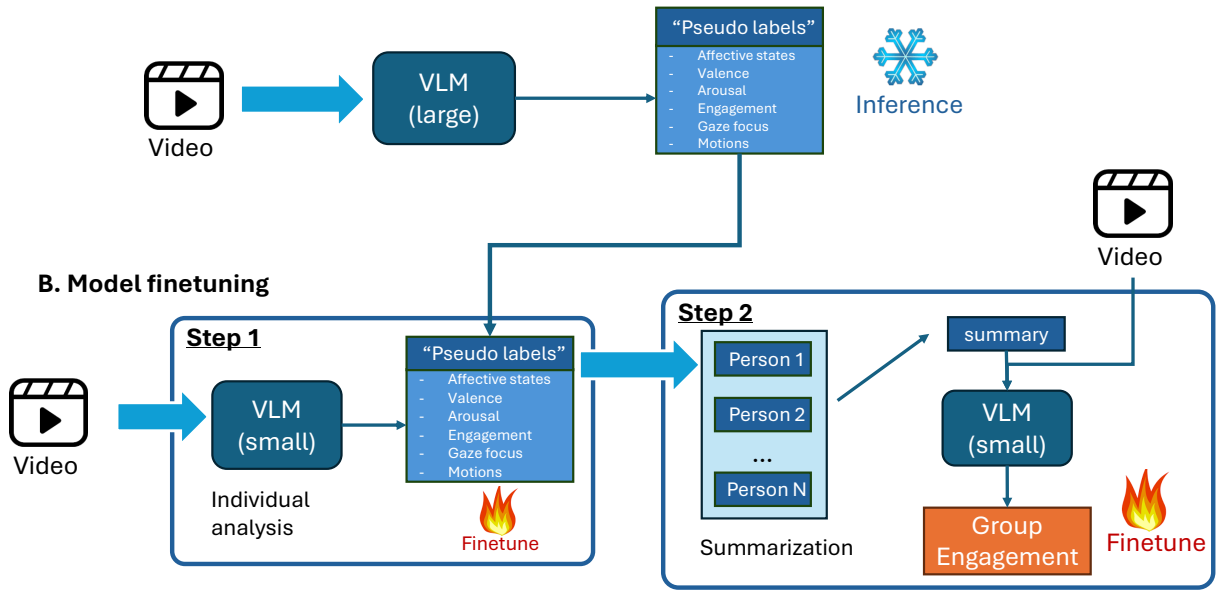 "Pseudo labels"
- Affective states
- Valence
- Arousal
- Engagement
- Gaze focus
- Motions
VLM
(large)
Video
Inference
Video
B. Model finetuning
Step 1
"Pseudo labels"
- Affective states
- Valence
- Arousal
- Engagement
- Gaze focus
- Motions
VLM
(small)
Video
Individual
analysis
Finetune
Step 2
Person 1
Person 2
...
Person N
Summarization
summary
VLM
(small)
Group
Engagement
Finetune